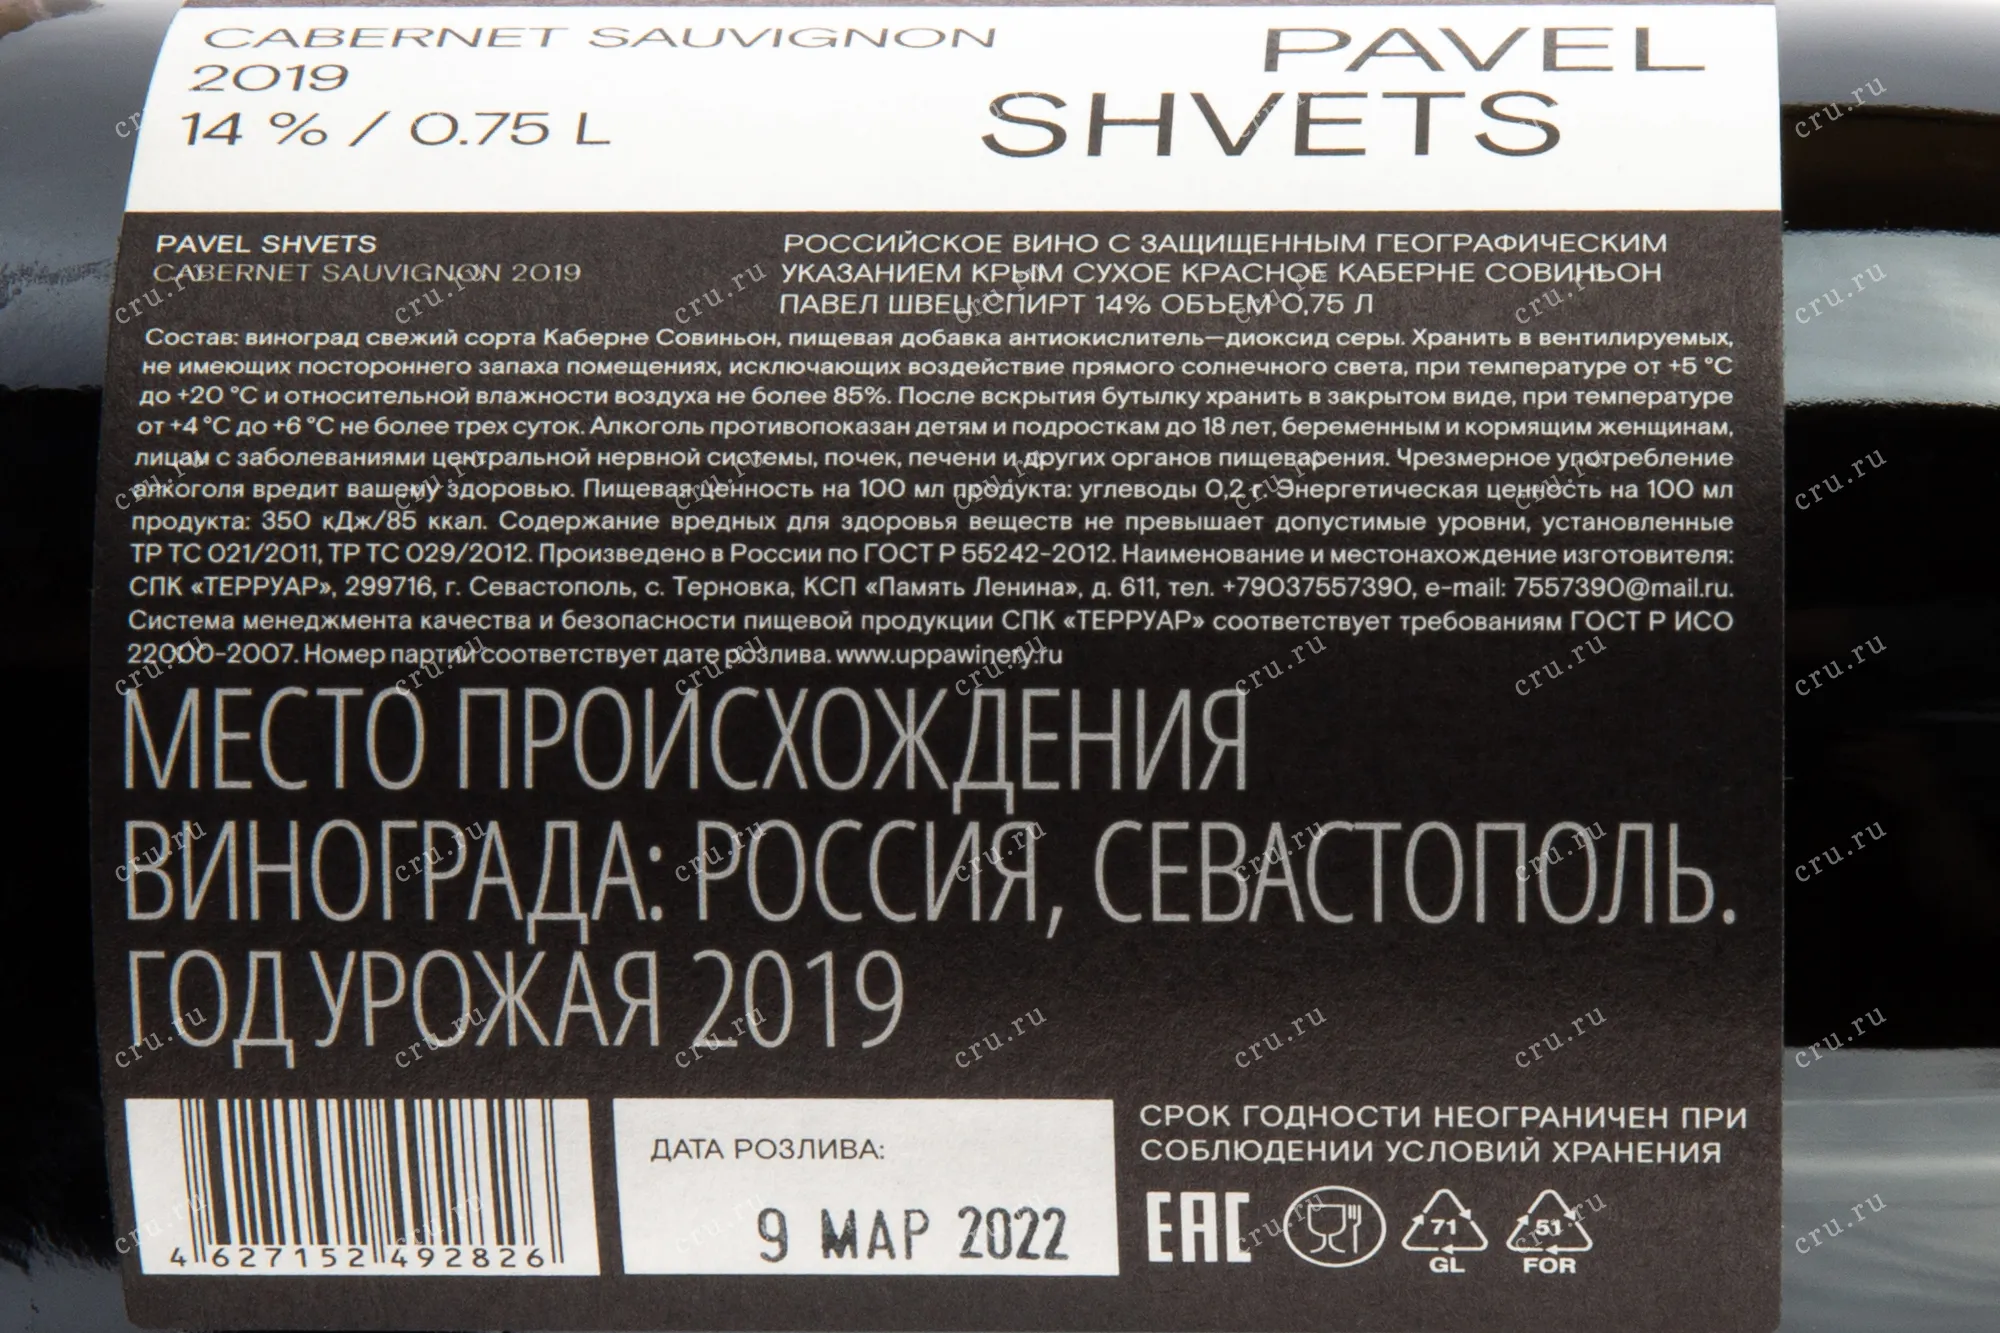 CABERNET SAUVIGNON
2019
14 % / 0.75 L
PAVEL
SHVETS
PAVEL SHVETS
CABERNET SAUVIGNON 2019
РОССИЙСКОЕ ВИНО С ЗАЩИЩЕННЫМ ГЕОГРАФИЧЕСКИМ
УКАЗАНИЕМ КРЫМ СУХОЕ КРАСНОЕ КАБЕРНЕ СОВИНЬОН
ПАВЕЛ ШВЕЦ СПИРТ 14% ОБЪЕМ 0,75 Л
Состав: виноград свежий сорта Каберне Совиньон, пищевая добавка антиокислитель—диоксид серы. Хранить в вентилируемых,
не имеющих постороннего запаха помещениях, исключающих воздействие прямого солнечного света, при температуре от +5 °C
до +20 °C и относительной влажности воздуха не более 85%. После вскрытия бутылку хранить в закрытом виде, при температуре
от +4 °C до +6 °C не более трех суток. Алкоголь противопоказан детям и подросткам до 18 лет, беременным и кормящим женщинам,
лицам с заболеваниями центральной нервной системы, почек, печени и других органов пищеварения. Чрезмерное употребление
алкоголя вредит вашему здоровью. Пищевая ценность на 100 мл продукта: углеводы 0,2 г. Энергетическая ценность на 100 мл
продукта: 350 кДж/85 ккал. Содержание вредных для здоровья веществ не превышает допустимые уровни, установленные
ТР ТС 021/2011, ТР ТС 029/2012. Произведено в России по ГОСТ Р 55242-2012. Наименование и местонахождение изготовителя:
СПК «ТЕРРУАР», 299716, г. Севастополь, с. Терновка, КСП «Память Ленина», д. 611, тел. +79037557390, e-mail: 7557390@mail.ru.
Система менеджмента качества и безопасности пищевой продукции СПК «ТЕРРУАР» соответствует требованиям ГОСТ Р ИСО
22000-2007. Номер партии соответствует дате розлива. www.uppawinery.ru
МЕСТО ПРОИСХОЖДЕНИЯ
ВИНОГРАДА: РОССИЯ, СЕВАСТОПОЛЬ.
ГОД УРОЖАЯ 2019
4 627152 492826
ДАТА РОЗЛИВА:
9 МАР 2022
СРОК ГОДНОСТИ НЕОГРАНИЧЕН ПРИ
СОБЛЮДЕНИИ УСЛОВИЙ ХРАНЕНИЯ
EAC
71
GL
51
FOR
cru.ru